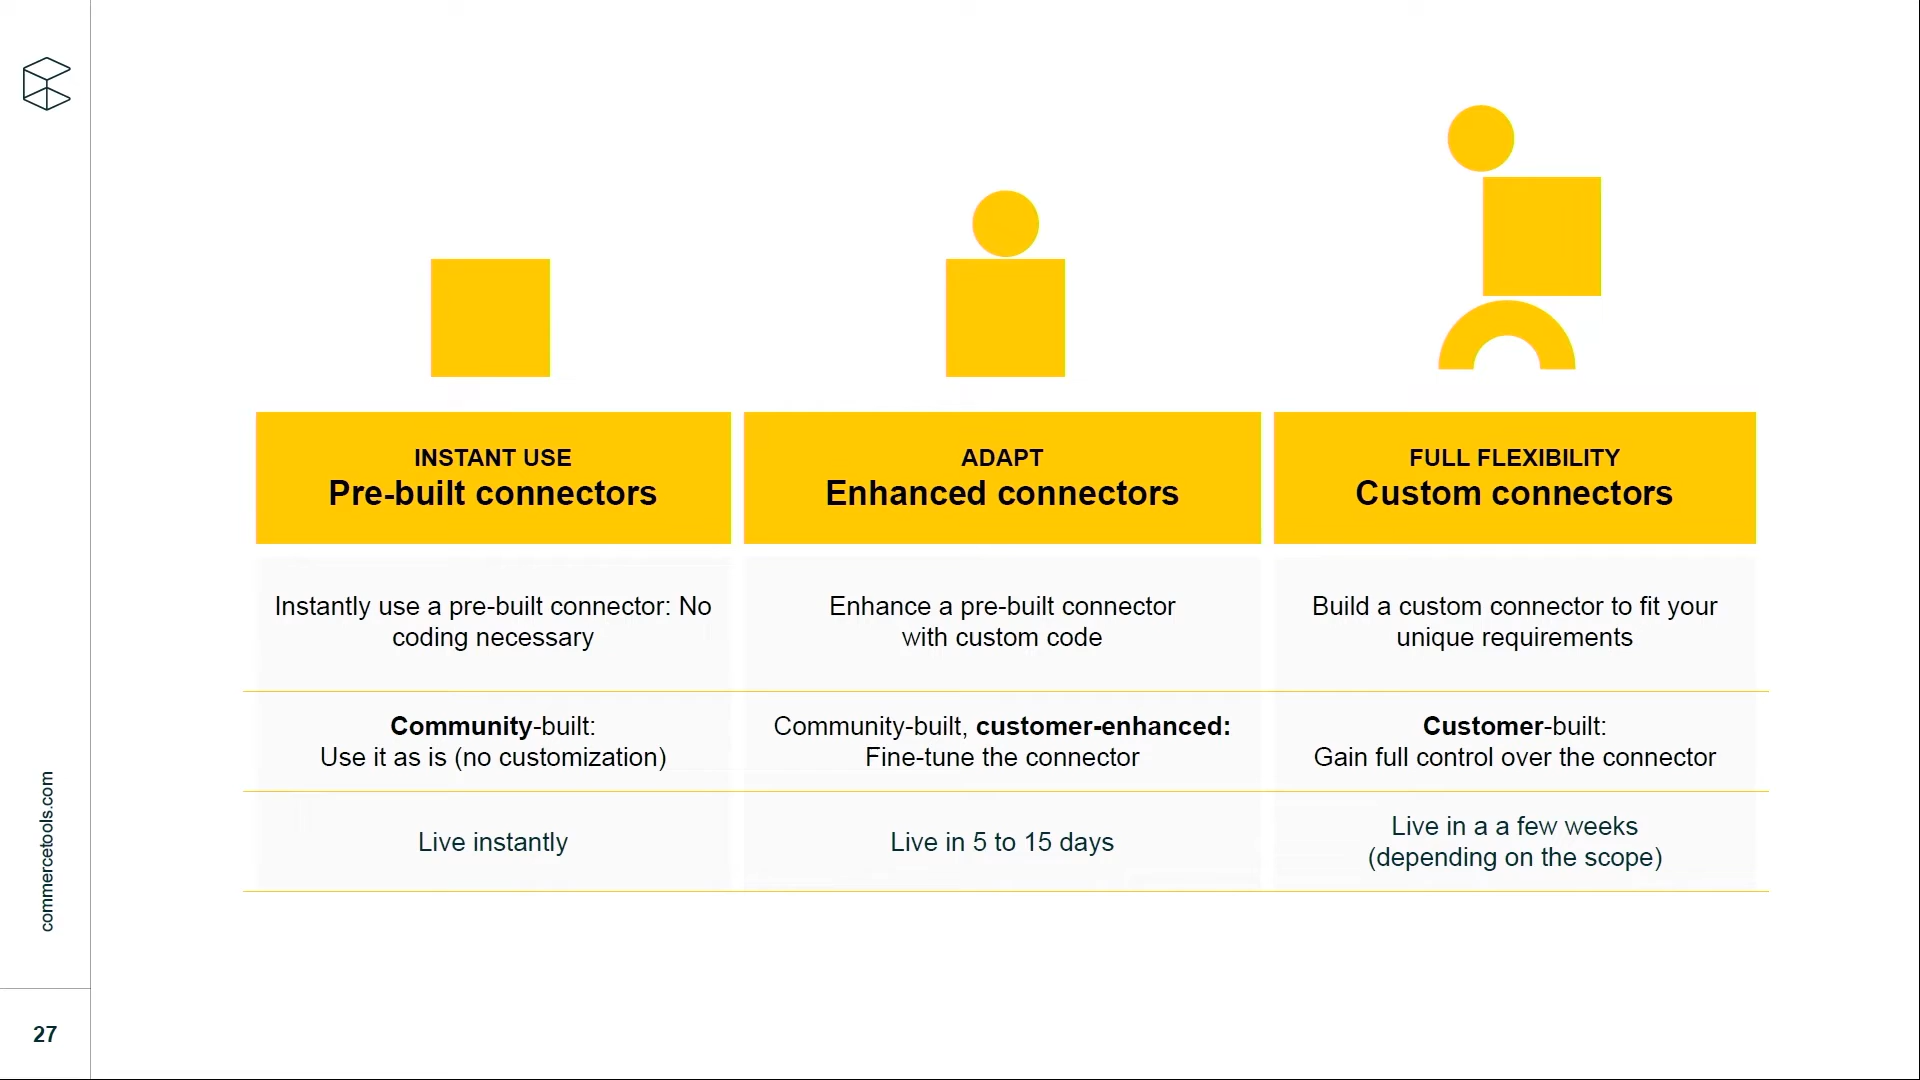 INSTANT USE
Pre-built connectors
ADAPT
Enhanced connectors
FULL FLEXIBILITY
Custom connectors
Instantly use a pre-built connector: No
coding necessary
Enhance a pre-built connector
with custom code
Build a custom connector to fit your
unique requirements
Community-built:
Use it as is (no customization)
Community-built, customer-enhanced:
Fine-tune the connector
Customer-built:
Gain full control over the connector
Live instantly
Live in 5 to 15 days
Live in a a few weeks
(depending on the scope)
commercetools.com
27